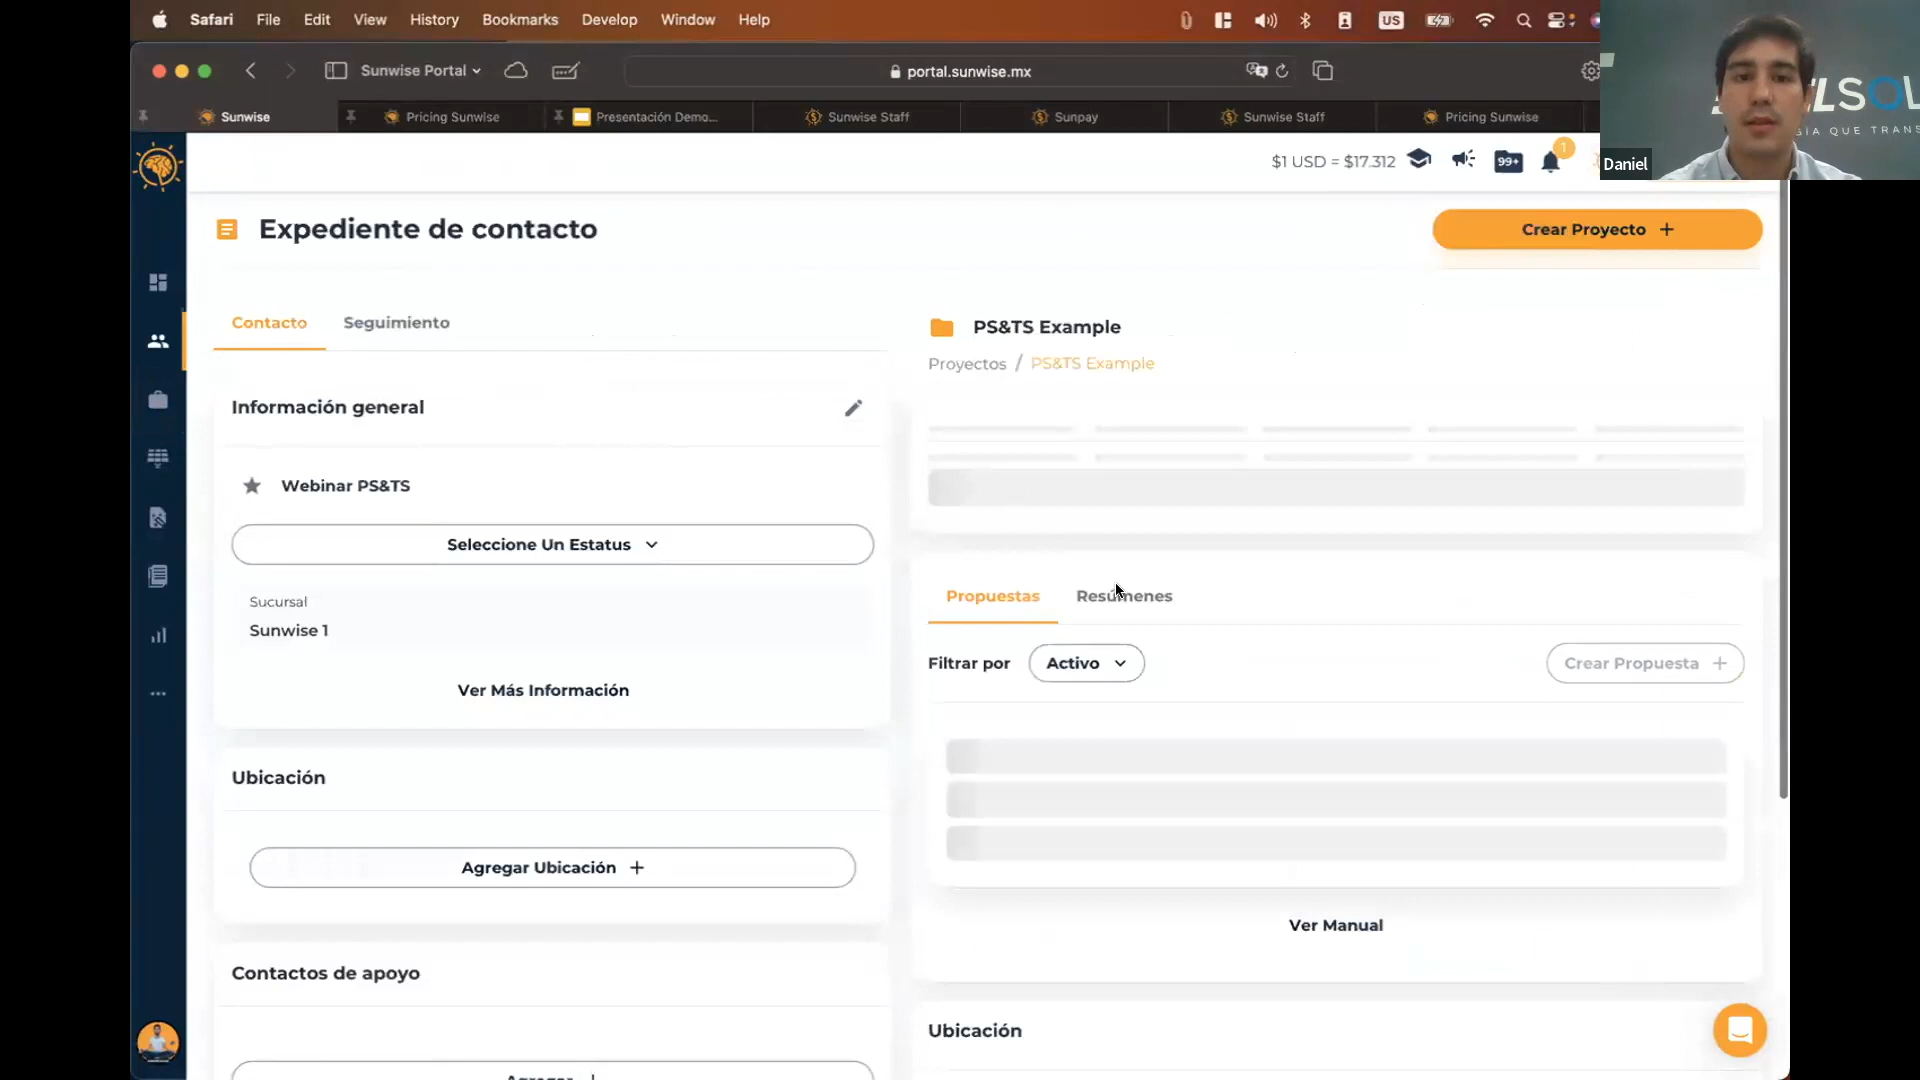 Safari File Edit View History Bookmarks Develop Window Help
US
Sunwise Portal
portal.sunwise.mx
Sunwise
Pricing Sunwise
Presentación Demo...
Sunwise Staff
Sunpay
Sunwise Staff
Pricing Sunwise
Daniel
$1 USD = $17.312
99+
1
Expediente de contacto
Crear Proyecto +
Contacto
Seguimiento
Información general
Webinar PS&TS
Seleccione Un Estatus
Sucursal
Sunwise 1
Ver Más Información
Ubicación
Agregar Ubicación +
Contactos de apoyo
Agregar +
PS&TS Example
Proyectos / PS&TS Example
Propuestas
Resúmenes
Filtrar por
Activo
Crear Propuesta +
Ver Manual
Ubicación